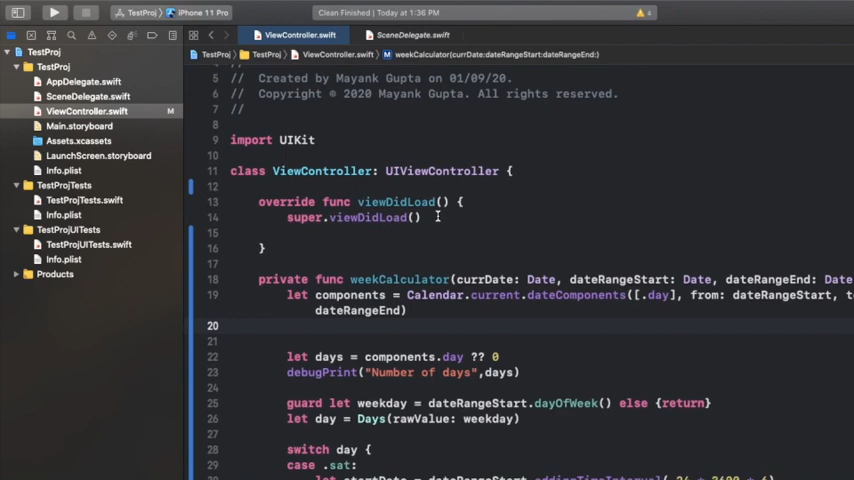 TestProj
iPhone 11 Pro
Clean Finished | Today at 1:36 PM
4
ViewController.swift
SceneDelegate.swift
TestProj
TestProj
ViewController.swift
M
weekCalculator(currDate:dateRangeStart:dateRangeEnd:)
TestProj
TestProj
AppDelegate.swift
SceneDelegate.swift
ViewController.swift
M
Main.storyboard
Assets.xcassets
LaunchScreen.storyboard
Info.plist
TestProjTests
TestProjTests.swift
Info.plist
TestProjUITests
TestProjUITests.swift
Info.plist
Products
5 // Created by Mayank Gupta on 01/09/20.
6 // Copyright © 2020 Mayank Gupta. All rights reserved.
7 //
8
9 import UIKit
10
11 class ViewController: UIViewController {
12
13 override func viewDidLoad() {
14 super.viewDidLoad()
15
16 }
17
18 private func weekCalculator(currDate: Date, dateRangeStart: Date, dateRangeEnd: Date
19 let components = Calendar.current.dateComponents([.day], from: dateRangeStart, t
dateRangeEnd)
20
21
22 let days = components.day ?? 0
23 debugPrint("Number of days",days)
24
25 guard let weekday = dateRangeStart.dayOfWeek() else {return}
26 let day = Days(rawValue: weekday)
27
28 switch day {
29 case .sat: